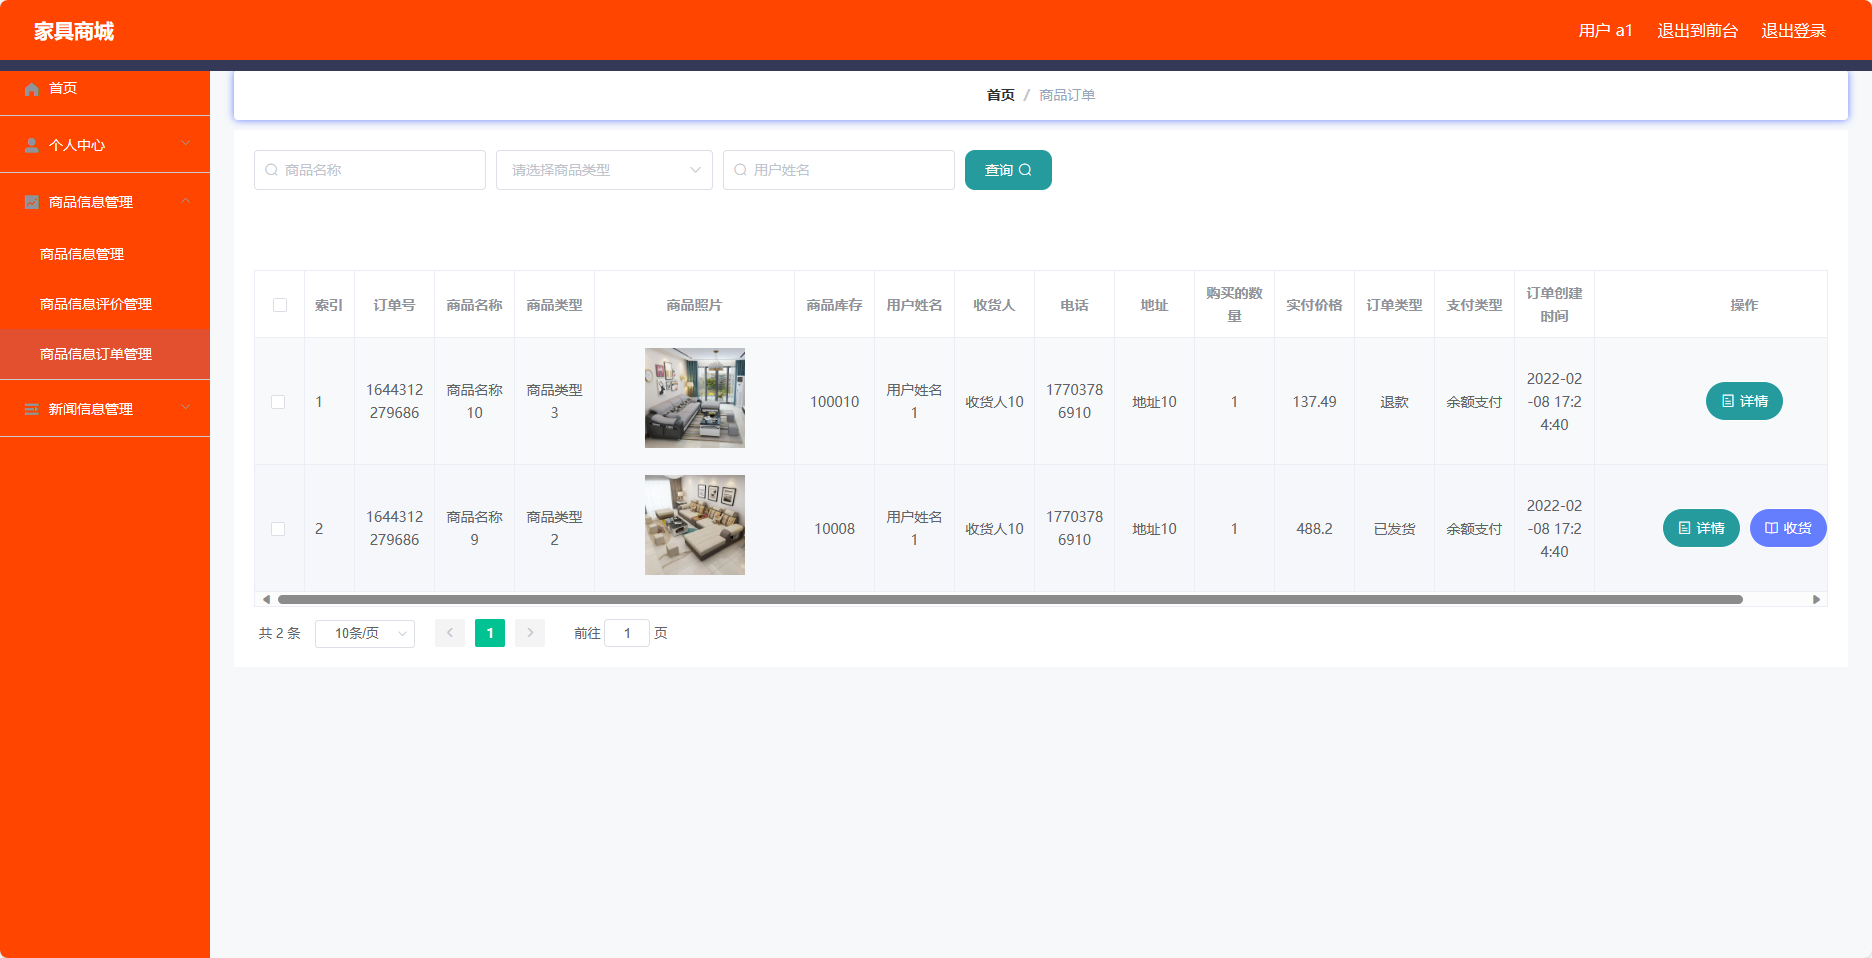 家具商城
用户 a1 退出到前台 退出登录
首页
个人中心
商品信息管理
商品信息管理
商品信息评价管理
商品信息订单管理
新闻信息管理
首页 / 商品订单
商品名称 请选择商品类型 用户姓名 查询
索引 订单号 商品名称 商品类型 商品照片 商品库存 用户姓名 收货人 电话 地址 购买的数量 实付价格 订单类型 支付类型 订单创建时间 操作
1 1644312279686 商品名称10 商品类型3 100010 用户姓名1 收货人10 17703786910 地址10 1 137.49 退款 余额支付 2022-02-08 17:24:40 详情
2 1644312279686 商品名称9 商品类型2 10008 用户姓名1 收货人10 17703786910 地址10 1 488.2 已发货 余额支付 2022-02-08 17:24:40 详情 收货
共 2 条 10条/页 1 前往 1 页